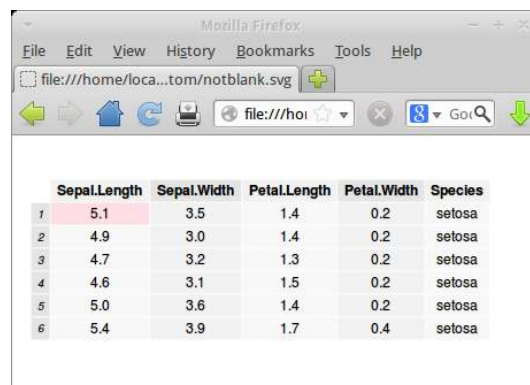 Mozilla Firefox
File Edit View History Bookmarks Tools Help
file:///home/loca...tom/notblank.svg
file:///ho
8 Go
Sepal.Length Sepal.Width Petal.Length Petal.Width Species
1 5.1 3.5 1.4 0.2 setosa
2 4.9 3.0 1.4 0.2 setosa
3 4.7 3.2 1.3 0.2 setosa
4 4.6 3.1 1.5 0.2 setosa
5 5.0 3.6 1.4 0.2 setosa
6 5.4 3.9 1.7 0.4 setosa